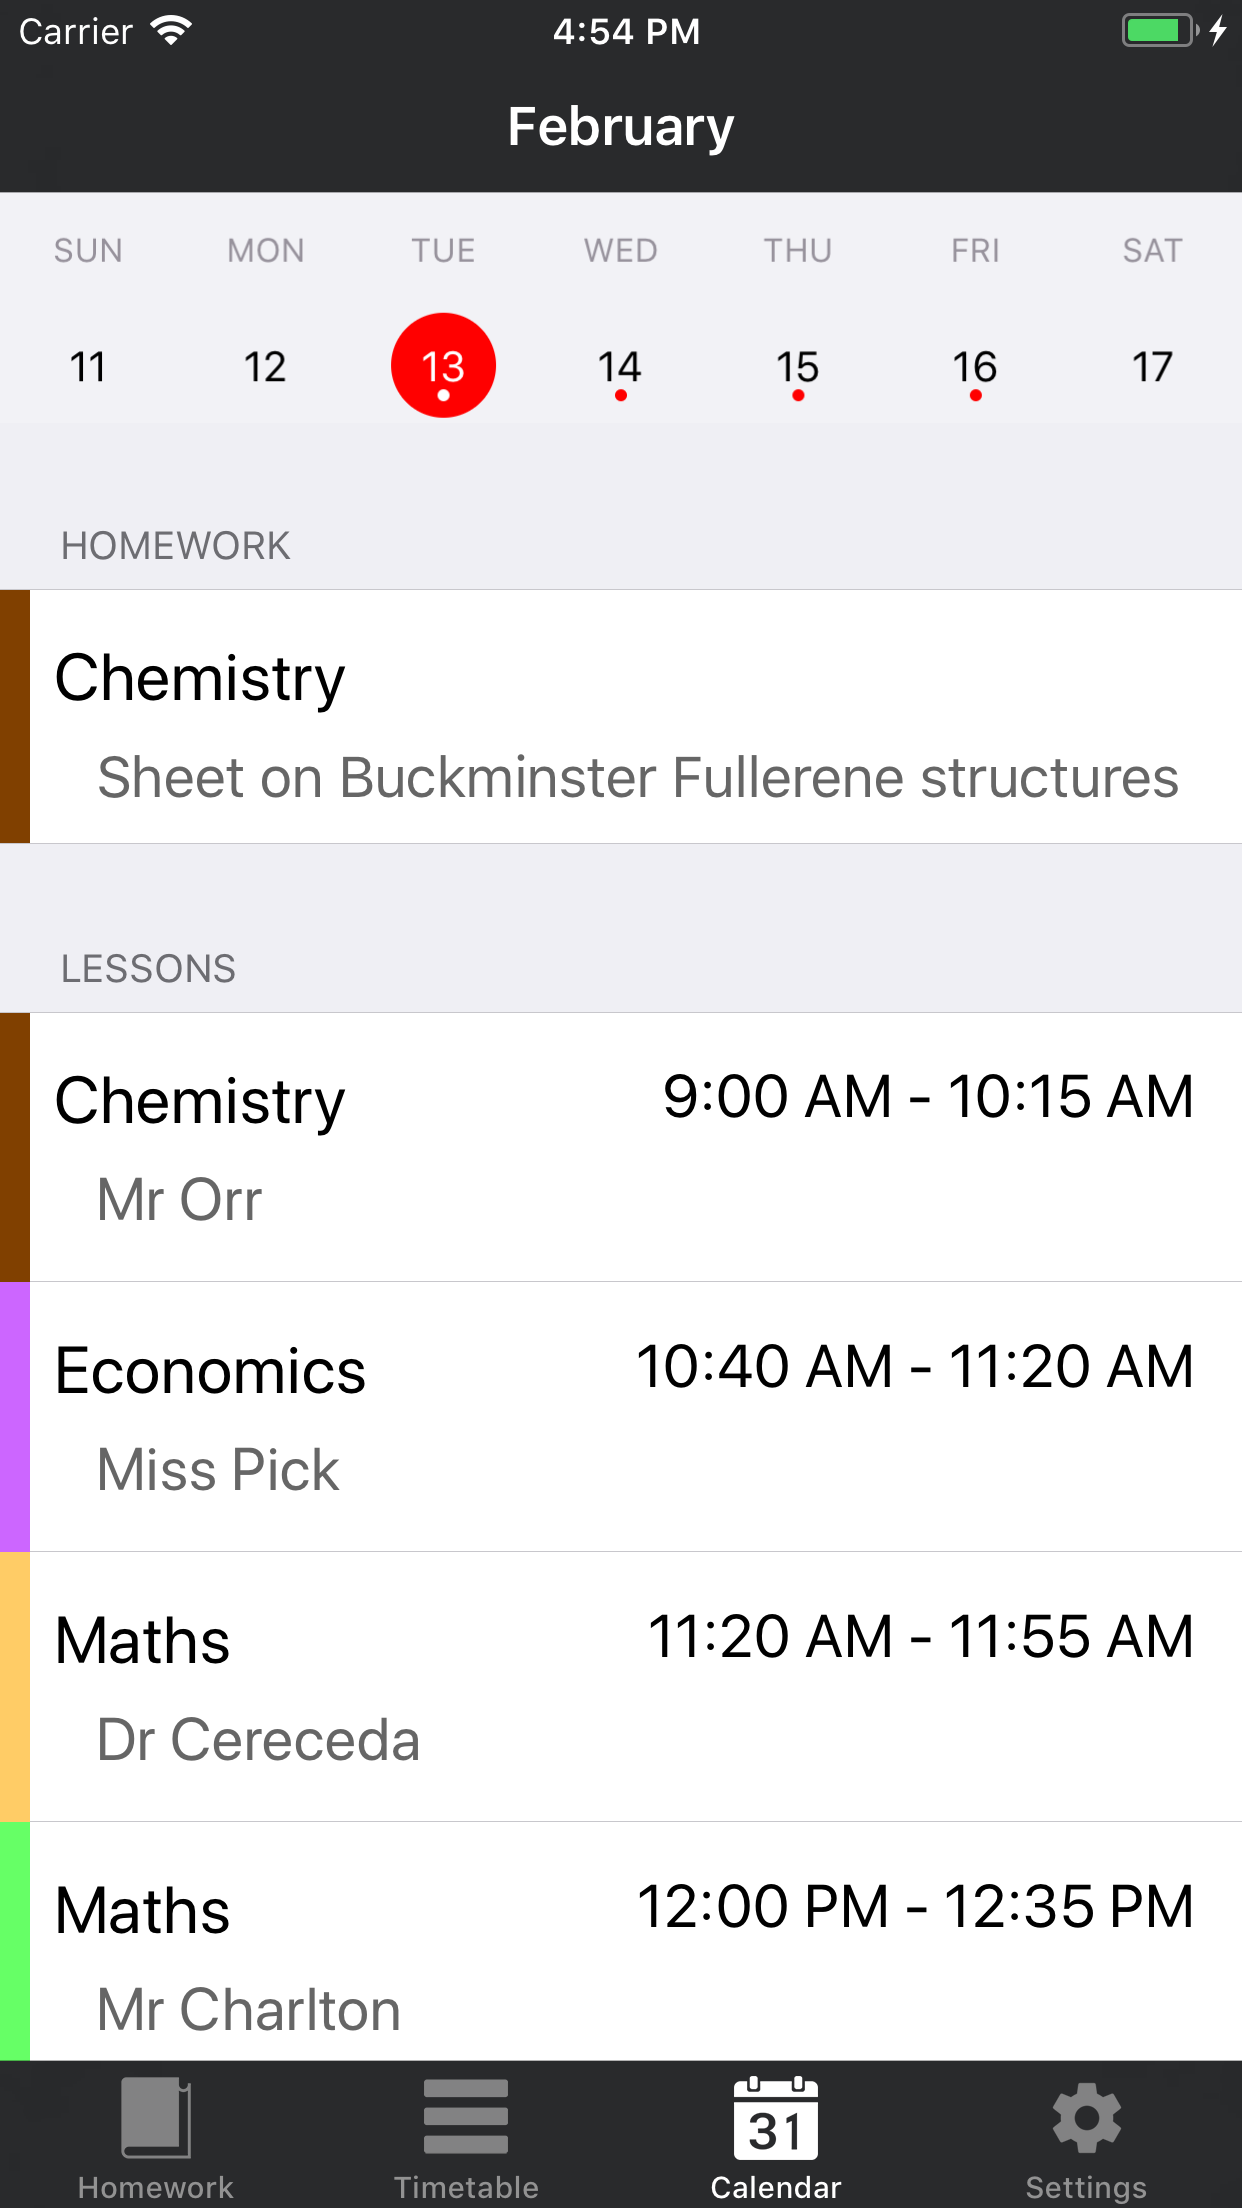 Carrier 4:54 PM
February
SUN MON TUE WED THU FRI SAT
11 12 13 14 15 16 17
HOMEWORK
Chemistry
Sheet on Buckminster Fullerene structures
LESSONS
Chemistry 9:00 AM - 10:15 AM
Mr Orr
Economics 10:40 AM - 11:20 AM
Miss Pick
Maths 11:20 AM - 11:55 AM
Dr Cereceda
Maths 12:00 PM - 12:35 PM
Mr Charlton
31
Homework Timetable Calendar Settings